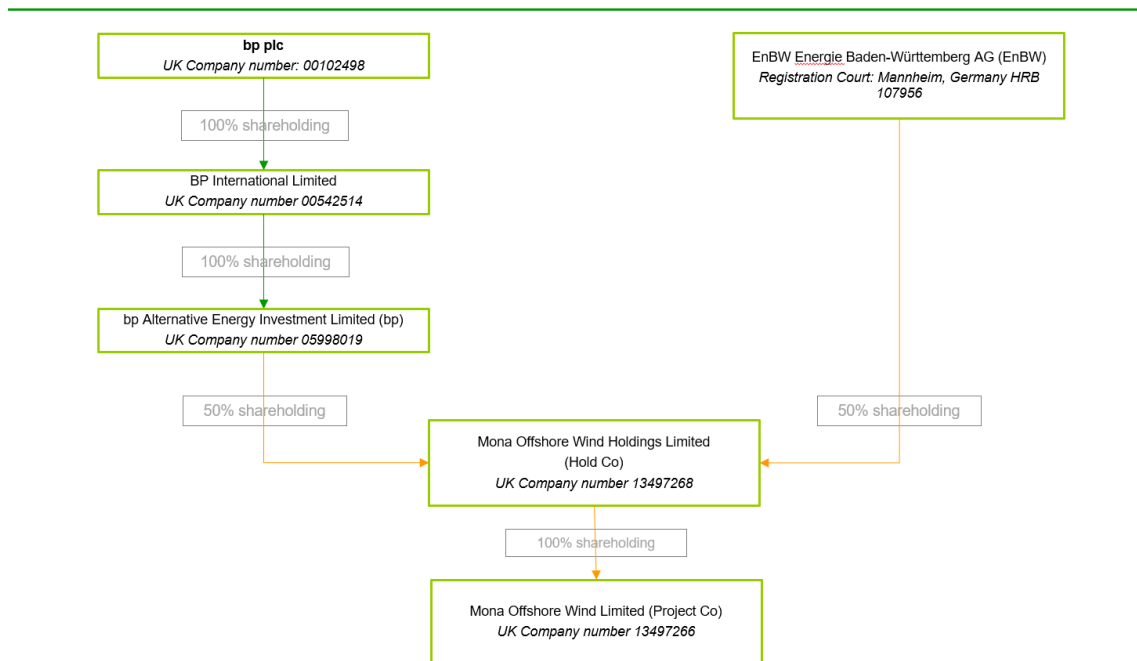 bp plc
UK Company number: 00102498
EnBW Energie Baden-Württemberg AG (EnBW)
Registration Court: Mannheim, Germany HRB
107956
100% shareholding
BP International Limited
UK Company number 00542514
100% shareholding
bp Alternative Energy Investment Limited (bp)
UK Company number 05998019
50% shareholding
50% shareholding
Mona Offshore Wind Holdings Limited
(Hold Co)
UK Company number 13497268
100% shareholding
Mona Offshore Wind Limited (Project Co)
UK Company number 13497266